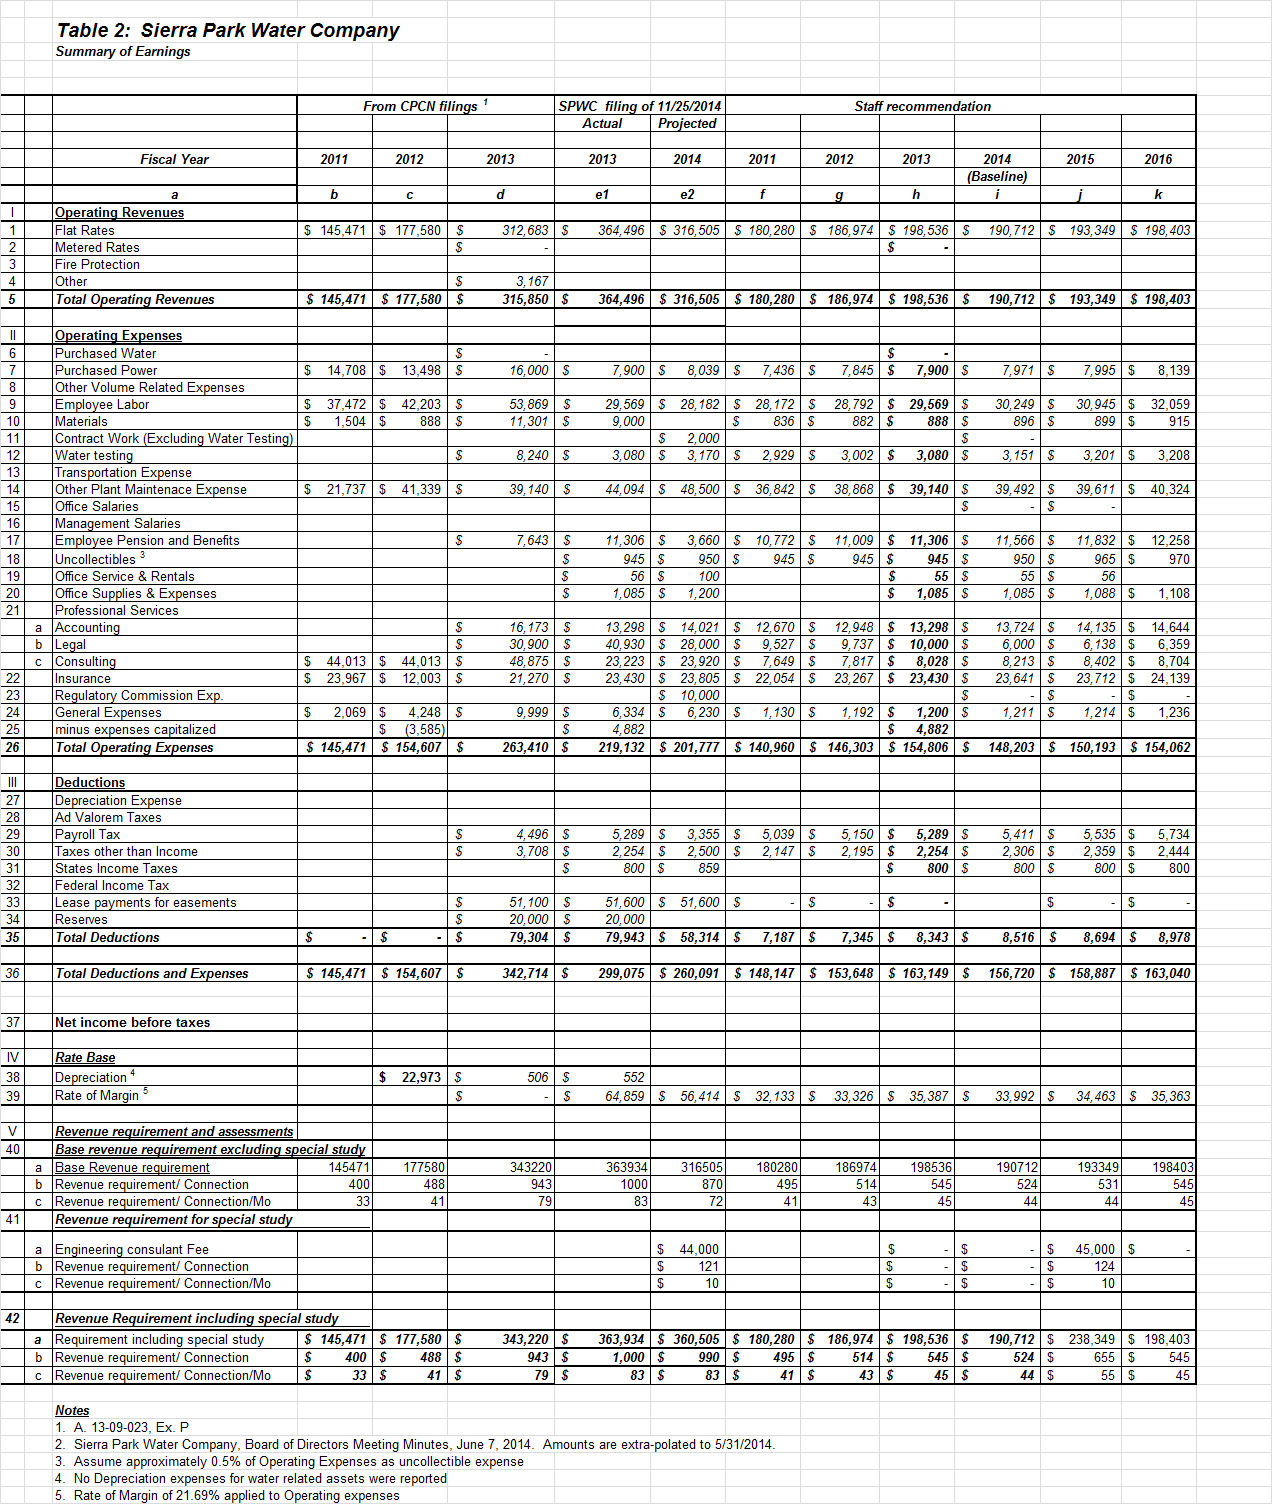 Table 2: Sierra Park Water Company
Summary of Earnings
From CPCN filings 1 SPWC filing of 11/25/2014 Staff recommendation
Actual Projected
Fiscal Year 2011 2012 2013 2013 2014 2011 2012 2013 2014 2015 2016
(Baseline)
a b c d e1 e2 f g h i j k
I Operating Revenues
1 Flat Rates $ 145,471 $ 177,580 $ 312,683 $ 364,496 $ 316,505 $ 180,280 $ 186,974 $ 198,536 $ 190,712 $ 193,349 $ 198,403
2 Metered Rates $ - $ -
3 Fire Protection
4 Other $ 3,167
5 Total Operating Revenues $ 145,471 $ 177,580 $ 315,850 $ 364,496 $ 316,505 $ 180,280 $ 186,974 $ 198,536 $ 190,712 $ 193,349 $ 198,403
II Operating Expenses
6 Purchased Water $ - $ -
7 Purchased Power $ 14,708 $ 13,498 $ 16,000 $ 7,900 $ 8,039 $ 7,436 $ 7,845 $ 7,900 $ 7,971 $ 7,995 $ 8,139
8 Other Volume Related Expenses
9 Employee Labor $ 37,472 $ 42,203 $ 53,869 $ 29,569 $ 28,182 $ 28,172 $ 28,792 $ 29,569 $ 30,249 $ 30,945 $ 32,059
10 Materials $ 1,504 $ 888 $ 11,301 $ 9,000 $ 836 $ 882 $ 888 $ 896 $ 899 $ 915
11 Contract Work (Excluding Water Testing) $ 2,000 $ -
12 Water testing $ 8,240 $ 3,080 $ 3,170 $ 2,929 $ 3,002 $ 3,080 $ 3,151 $ 3,201 $ 3,208
13 Transportation Expense
14 Other Plant Maintenace Expense $ 21,737 $ 41,339 $ 39,140 $ 44,094 $ 48,500 $ 36,842 $ 38,868 $ 39,140 $ 39,492 $ 39,611 $ 40,324
15 Office Salaries $ - $ -
16 Management Salaries
17 Employee Pension and Benefits $ 7,643 $ 11,306 $ 3,660 $ 10,772 $ 11,009 $ 11,306 $ 11,566 $ 11,832 $ 12,258
18 Uncollectibles 3 $ 945 $ 950 $ 945 $ 945 $ 945 $ 950 $ 965 $ 970
19 Office Service & Rentals $ 56 $ 100 $ 55 $ 55 $ 56
20 Office Supplies & Expenses $ 1,085 $ 1,200 $ 1,085 $ 1,085 $ 1,088 $ 1,108
21 Professional Services
a Accounting $ 16,173 $ 13,298 $ 14,021 $ 12,670 $ 12,948 $ 13,298 $ 13,724 $ 14,135 $ 14,644
b Legal $ 30,900 $ 40,930 $ 28,000 $ 9,527 $ 9,737 $ 10,000 $ 6,000 $ 6,138 $ 6,359
c Consulting $ 44,013 $ 44,013 $ 48,875 $ 23,223 $ 23,920 $ 7,649 $ 7,817 $ 8,028 $ 8,213 $ 8,402 $ 8,704
22 Insurance $ 23,967 $ 12,003 $ 21,270 $ 23,430 $ 23,805 $ 22,054 $ 23,267 $ 23,430 $ 23,641 $ 23,712 $ 24,139
23 Regulatory Commission Exp. $ 10,000 $ - $ - $ -
24 General Expenses $ 2,069 $ 4,248 $ 9,999 $ 6,334 $ 6,230 $ 1,130 $ 1,192 $ 1,200 $ 1,211 $ 1,214 $ 1,236
25 minus expenses capitalized $ (3,585) $ 4,882 $ 4,882
26 Total Operating Expenses $ 145,471 $ 154,607 $ 263,410 $ 219,132 $ 201,777 $ 140,960 $ 146,303 $ 154,806 $ 148,203 $ 150,193 $ 154,062
III Deductions
27 Depreciation Expense
28 Ad Valorem Taxes
29 Payroll Tax $ 4,496 $ 5,289 $ 3,355 $ 5,039 $ 5,150 $ 5,289 $ 5,411 $ 5,535 $ 5,734
30 Taxes other than Income $ 3,708 $ 2,254 $ 2,500 $ 2,147 $ 2,195 $ 2,254 $ 2,306 $ 2,359 $ 2,444
31 States Income Taxes $ 800 $ 859 $ 800 $ 800 $ 800 $ 800
32 Federal Income Tax
33 Lease payments for easements $ 51,100 $ 51,600 $ 51,600 $ - $ - $ - $ - $ -
34 Reserves $ 20,000 $ 20,000
35 Total Deductions $ - $ - $ 79,304 $ 79,943 $ 58,314 $ 7,187 $ 7,345 $ 8,343 $ 8,516 $ 8,694 $ 8,978
36 Total Deductions and Expenses $ 145,471 $ 154,607 $ 342,714 $ 299,075 $ 260,091 $ 148,147 $ 153,648 $ 163,149 $ 156,720 $ 158,887 $ 163,040
37 Net income before taxes
IV Rate Base
38 Depreciation 4 $ 22,973 $ 506 $ 552
39 Rate of Margin 5 $ - $ 64,859 $ 56,414 $ 32,133 $ 33,326 $ 35,387 $ 33,992 $ 34,463 $ 35,363
V Revenue requirement and assessments
40 Base revenue requirement excluding special study
a Base Revenue requirement 145471 177580 343220 363934 316505 180280 186974 198536 190712 193349 198403
b Revenue requirement/ Connection 400 488 943 1000 870 495 514 545 524 531 545
c Revenue requirement/ Connection/Mo 33 41 79 83 72 41 43 45 44 44 45
41 Revenue requirement for special study
a Engineering consulant Fee $ 44,000 $ - $ - $ 45,000 $ -
b Revenue requirement/ Connection $ 121 $ - $ - $ 124
c Revenue requirement/ Connection/Mo $ 10 $ - $ - $ 10
42 Revenue Requirement including special study
a Requirement including special study $ 145,471 $ 177,580 $ 343,220 $ 363,934 $ 360,505 $ 180,280 $ 186,974 $ 198,536 $ 190,712 $ 238,349 $ 198,403
b Revenue requirement/ Connection $ 400 $ 488 $ 943 $ 1,000 $ 990 $ 495 $ 514 $ 545 $ 524 $ 655 $ 545
c Revenue requirement/ Connection/Mo $ 33 $ 41 $ 79 $ 83 $ 83 $ 41 $ 43 $ 45 $ 44 $ 55 $ 45
Notes
1. A. 13-09-023, Ex. P
2. Sierra Park Water Company, Board of Directors Meeting Minutes, June 7, 2014. Amounts are extra-polated to 5/31/2014.
3. Assume approximately 0.5% of Operating Expenses as uncollectible expense
4. No Depreciation expenses for water related assets were reported
5. Rate of Margin of 21.69% applied to Operating expenses